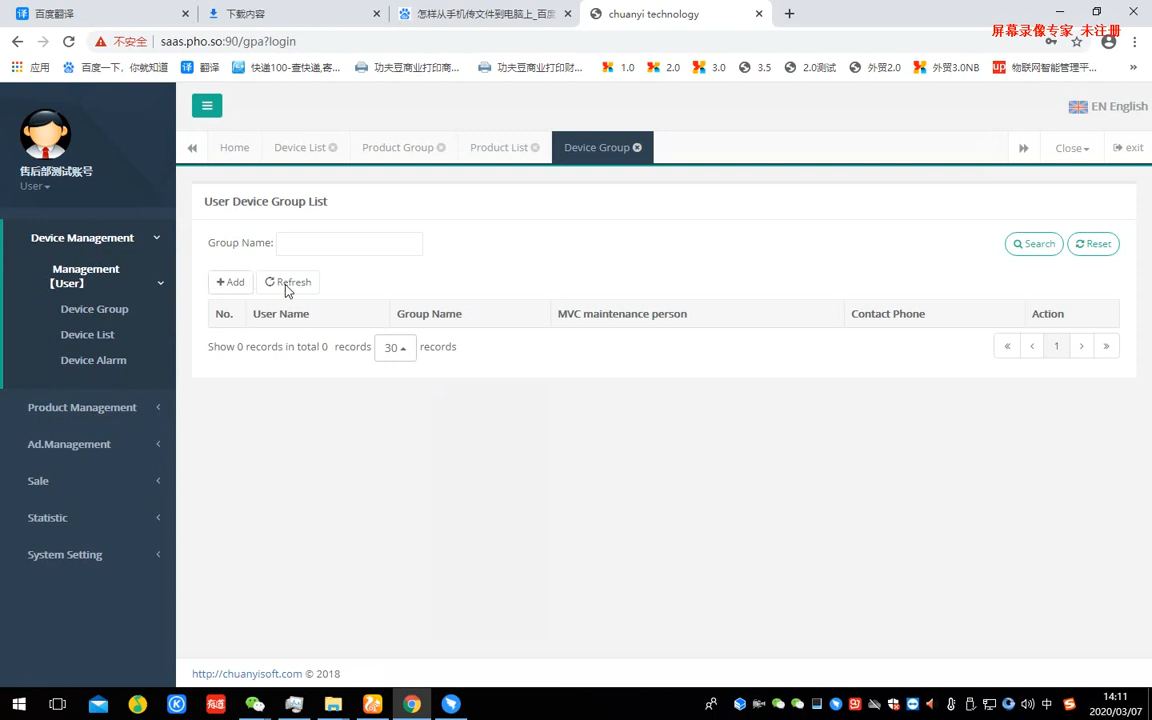 百度翻译
下载内容
怎样从手机传文件到电脑上_百度
chuanyi technology
屏幕录像专家 未注册
不安全
saas.pho.so:90/gpa?login
应用
百度一下，你就知道
翻译
快递100-查快递,寄...
功夫豆商业打印商...
功夫豆商业打印财...
1.0
2.0
3.0
3.5
2.0测试
外贸2.0
外贸3.0NB
物联网智能管理平...
EN English
售后部测试账号
User
Home
Device List
Product Group
Product List
Device Group
Close
exit
User Device Group List
Device Management
Management
【User】
Device Group
Device List
Device Alarm
Product Management
Ad.Management
Sale
Statistic
System Setting
Group Name:
Search
Reset
Add
Refresh
No. User Name Group Name MVC maintenance person Contact Phone Action
Show 0 records in total 0 records 30 records
« ‹ 1 › »
http://chuanyisoft.com © 2018
有道
中
14:11
2020/03/07